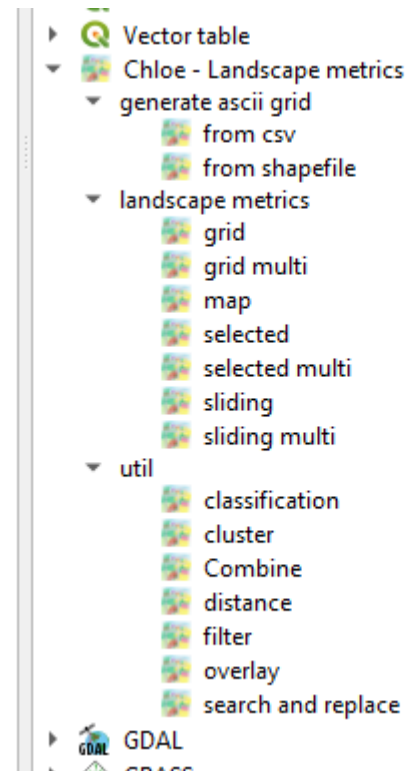 Vector table
Chloe - Landscape metrics
generate ascii grid
from csv
from shapefile
landscape metrics
grid
grid multi
map
selected
selected multi
sliding
sliding multi
util
classification
cluster
Combine
distance
filter
overlay
search and replace
GDAL